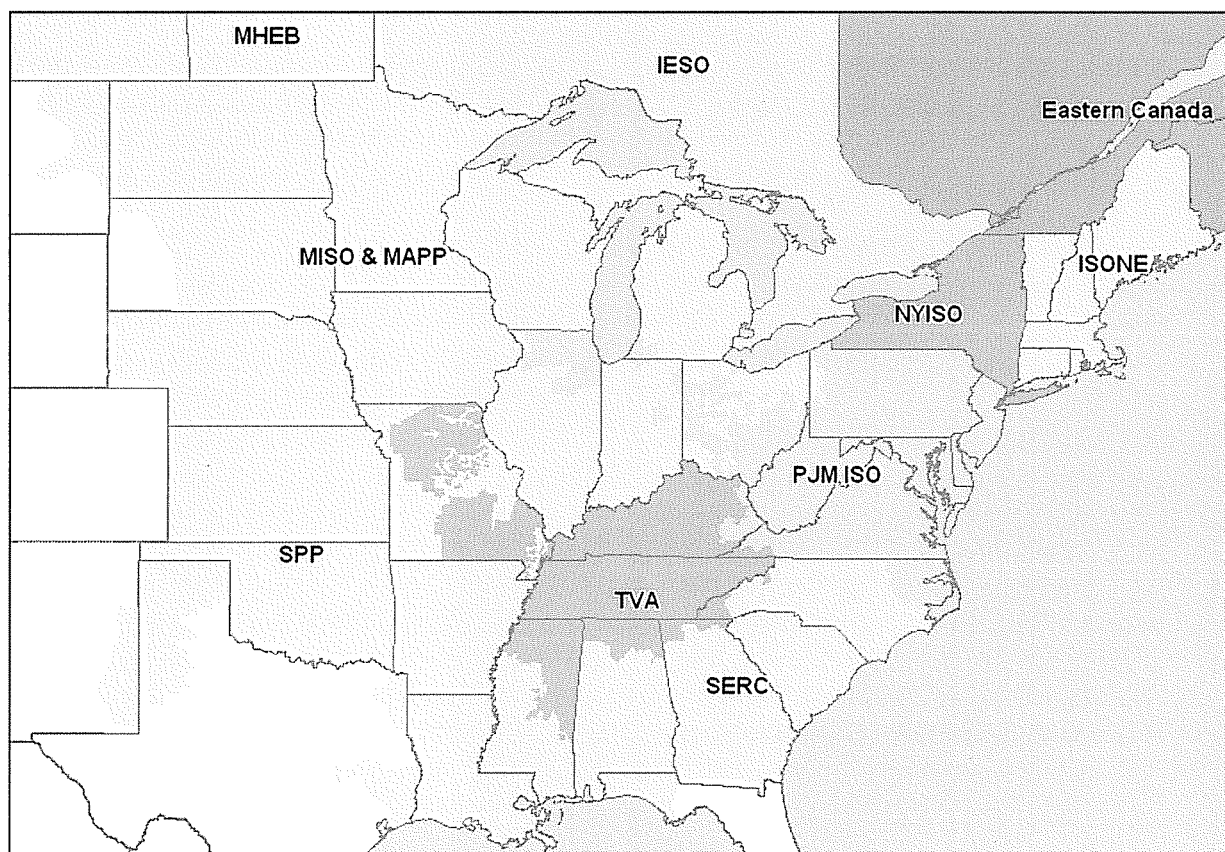 MHEB
IESO
Eastern Canada
MISO & MAPP
ISONE
NYISO
PJM ISO
SPP
TVA
SERC